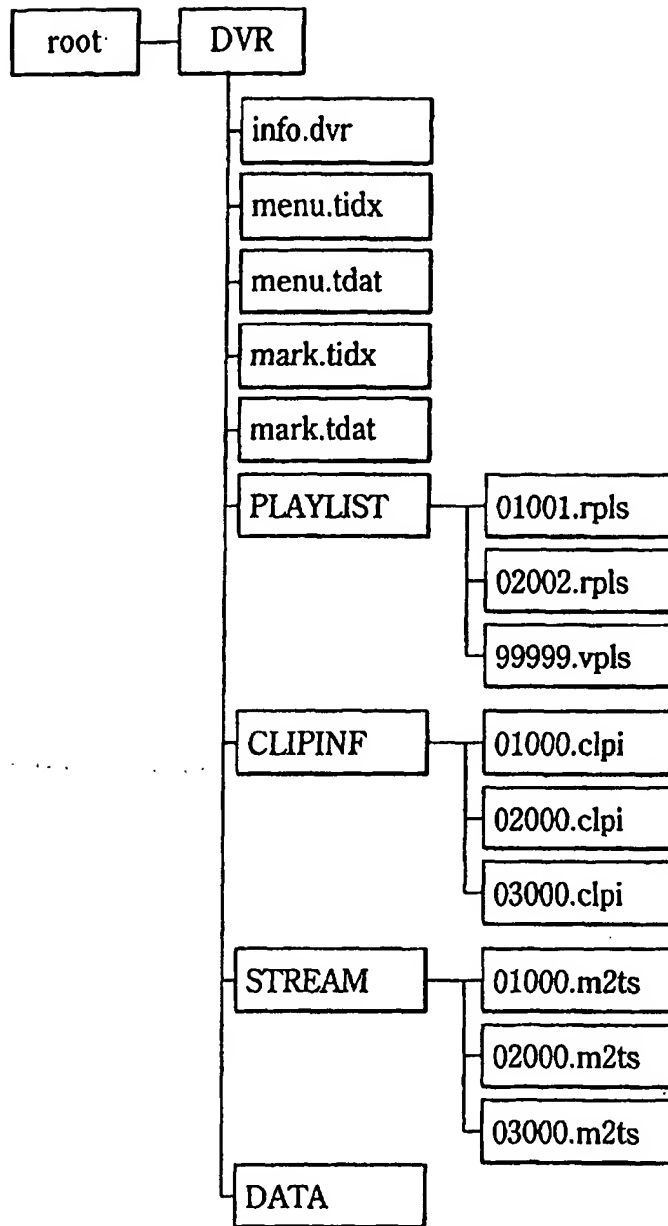 root DVR
info.dvr
menu.tidx
menu.tdat
mark.tidx
mark.tdat
PLAYLIST 01001.rpls
02002.rpls
99999.vpls
CLIPINF 01000.clpi
02000.clpi
03000.clpi
STREAM 01000.m2ts
02000.m2ts
03000.m2ts
DATA